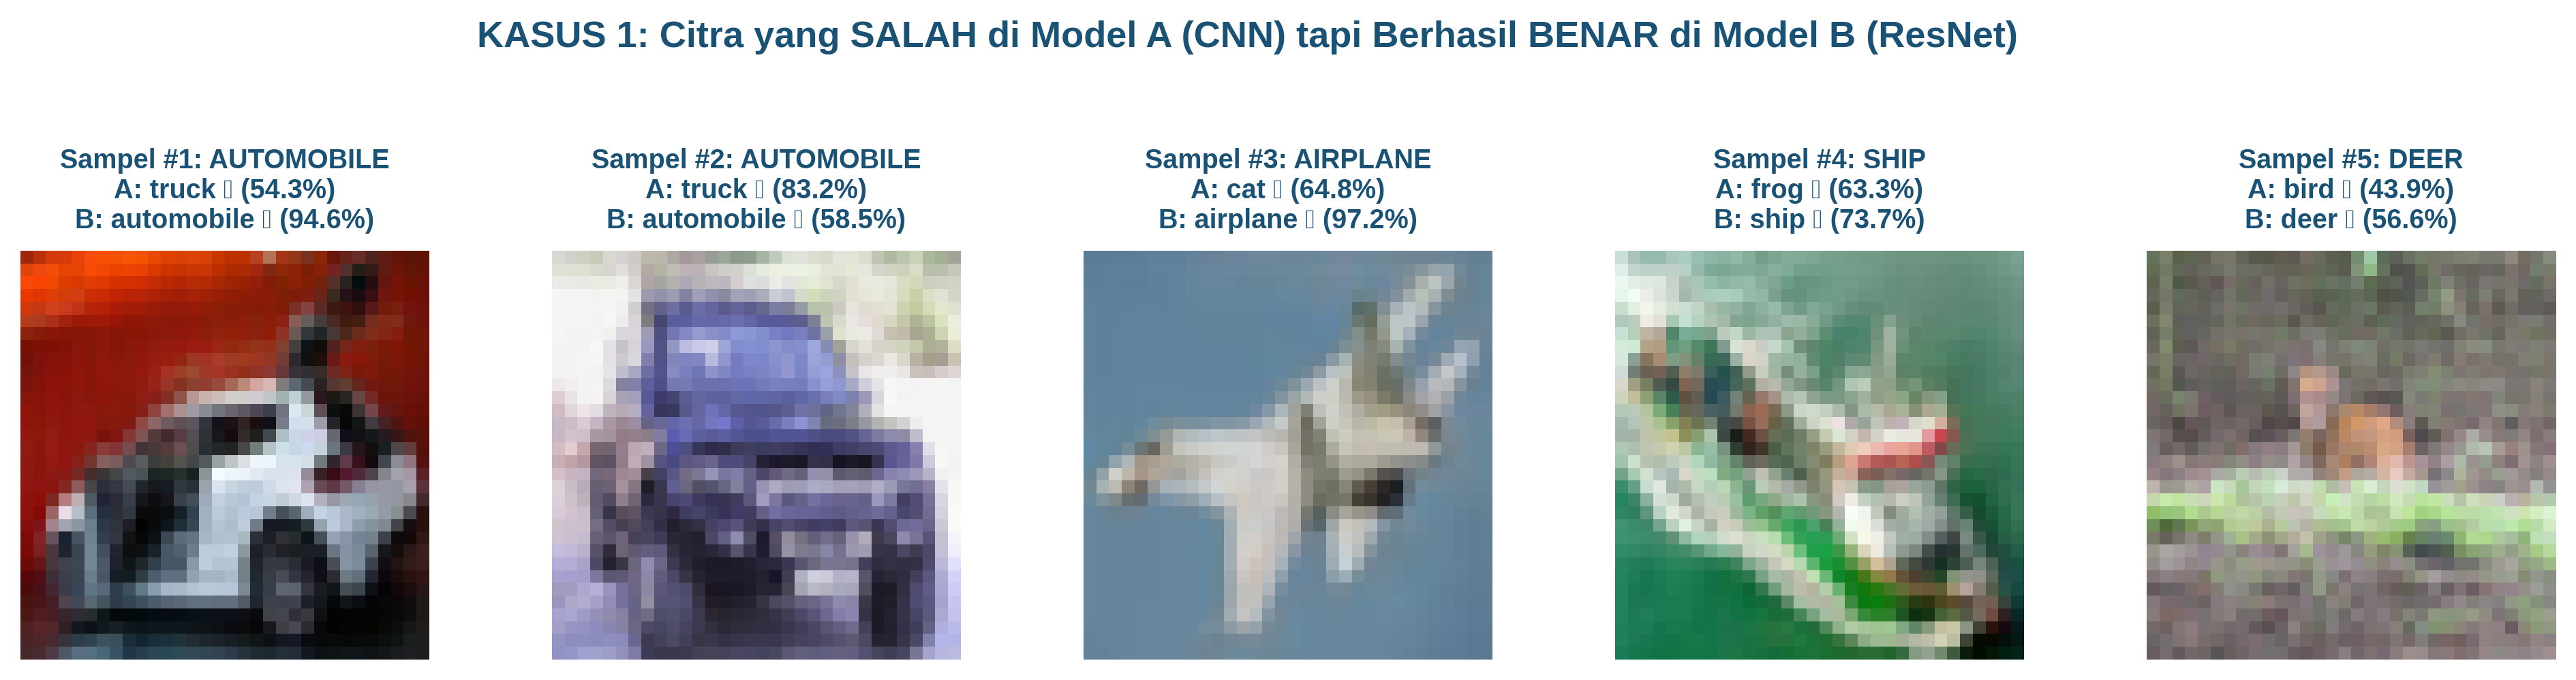 KASUS 1: Citra yang SALAH di Model A (CNN) tapi Berhasil BENAR di Model B (ResNet)
Sampel #1: AUTOMOBILE
A: truck ▯ (54.3%)
B: automobile ▯ (94.6%)
Sampel #2: AUTOMOBILE
A: truck ▯ (83.2%)
B: automobile ▯ (58.5%)
Sampel #3: AIRPLANE
A: cat ▯ (64.8%)
B: airplane ▯ (97.2%)
Sampel #4: SHIP
A: frog ▯ (63.3%)
B: ship ▯ (73.7%)
Sampel #5: DEER
A: bird ▯ (43.9%)
B: deer ▯ (56.6%)